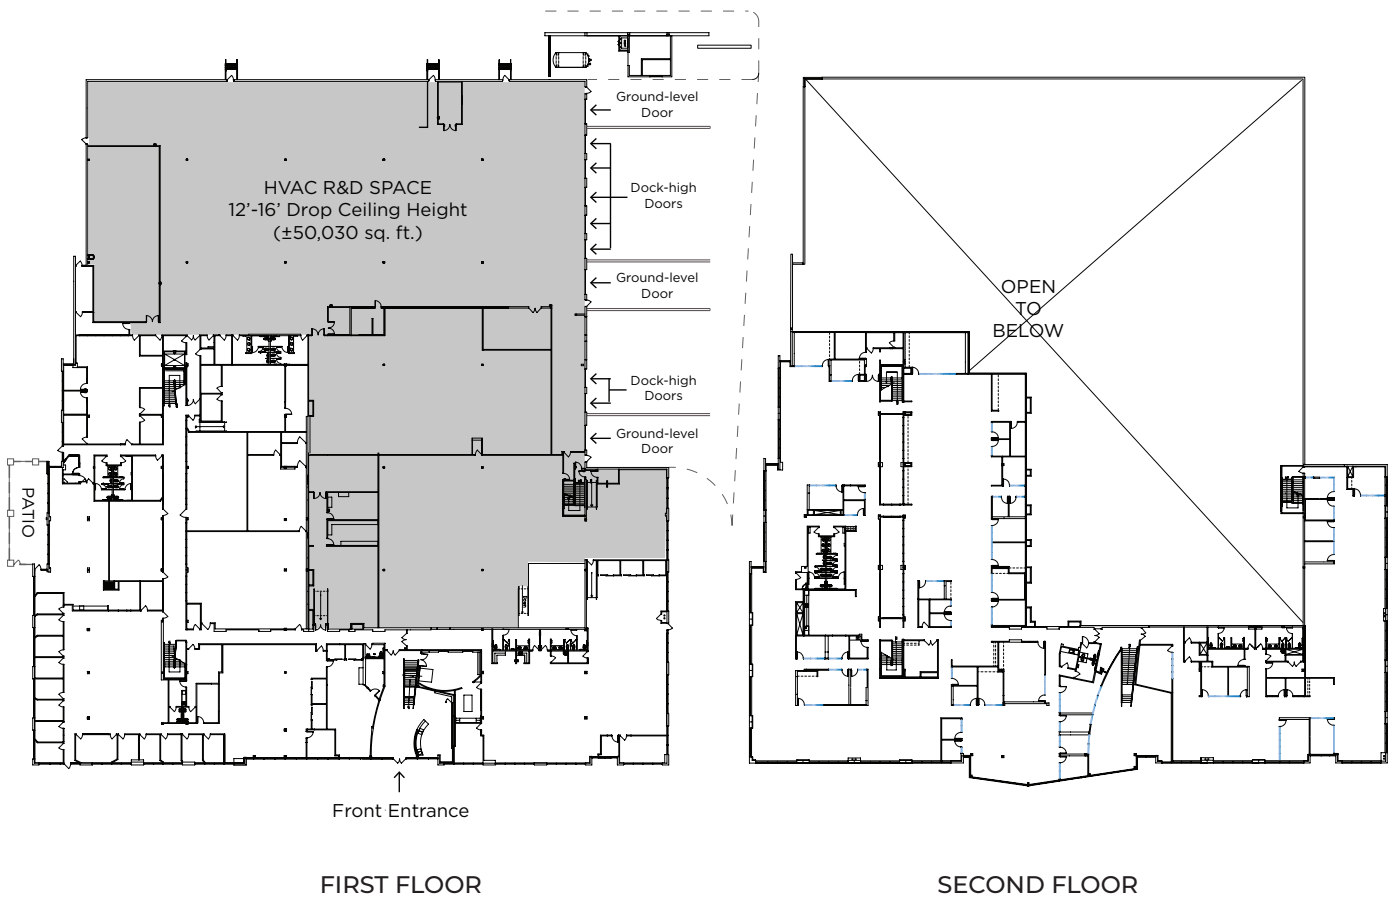 Ground-level
Door
HVAC R&D SPACE
12’-16’ Drop Ceiling Height
(±50,030 sq. ft.)
Dock-high
Doors
Ground-level
Door
Dock-high
Doors
Ground-level
Door
PATIO
Front Entrance
FIRST FLOOR
OPEN
TO
BELOW
SECOND FLOOR